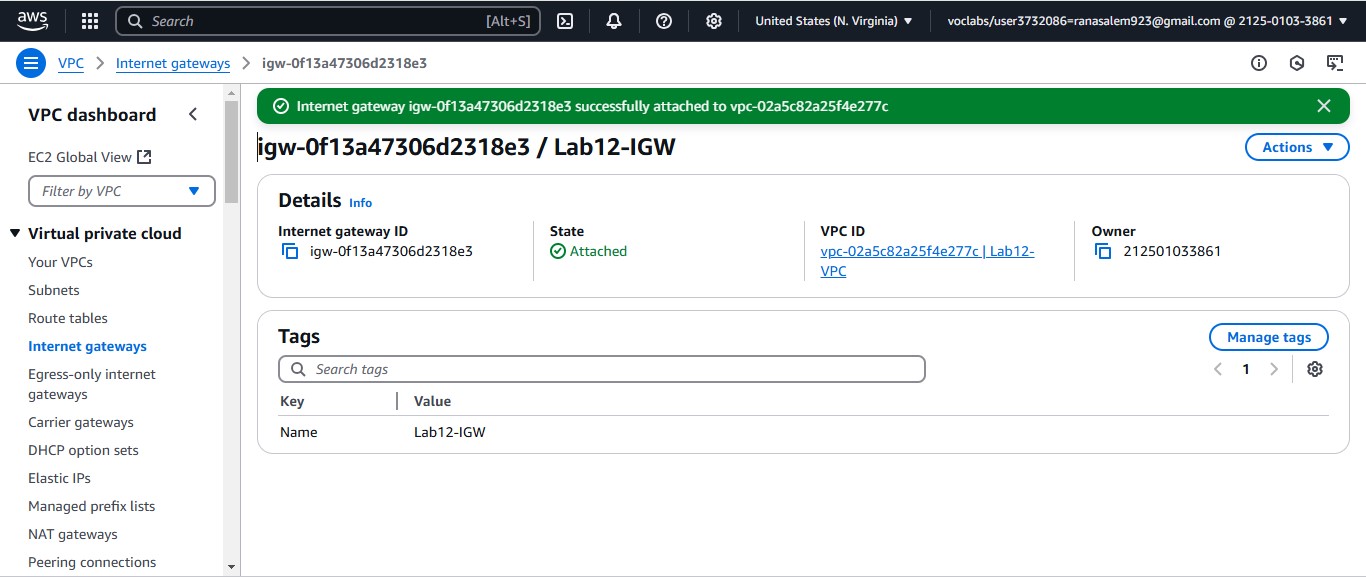 aws
Search [Alt+S]
United States (N. Virginia)
voclabs/user3732086=ranasalem923@gmail.com @ 2125-0103-3861
VPC > Internet gateways > igw-0f13a47306d2318e3
VPC dashboard
EC2 Global View
Filter by VPC
Virtual private cloud
Your VPCs
Subnets
Route tables
Internet gateways
Egress-only internet
gateways
Carrier gateways
DHCP option sets
Elastic IPs
Managed prefix lists
NAT gateways
Peering connections
Internet gateway igw-0f13a47306d2318e3 successfully attached to vpc-02a5c82a25f4e277c
igw-0f13a47306d2318e3 / Lab12-IGW
Actions
Details Info
Internet gateway ID
igw-0f13a47306d2318e3
State
Attached
VPC ID
vpc-02a5c82a25f4e277c | Lab12-
VPC
Owner
212501033861
Tags
Manage tags
Search tags
1
Key Value
Name Lab12-IGW